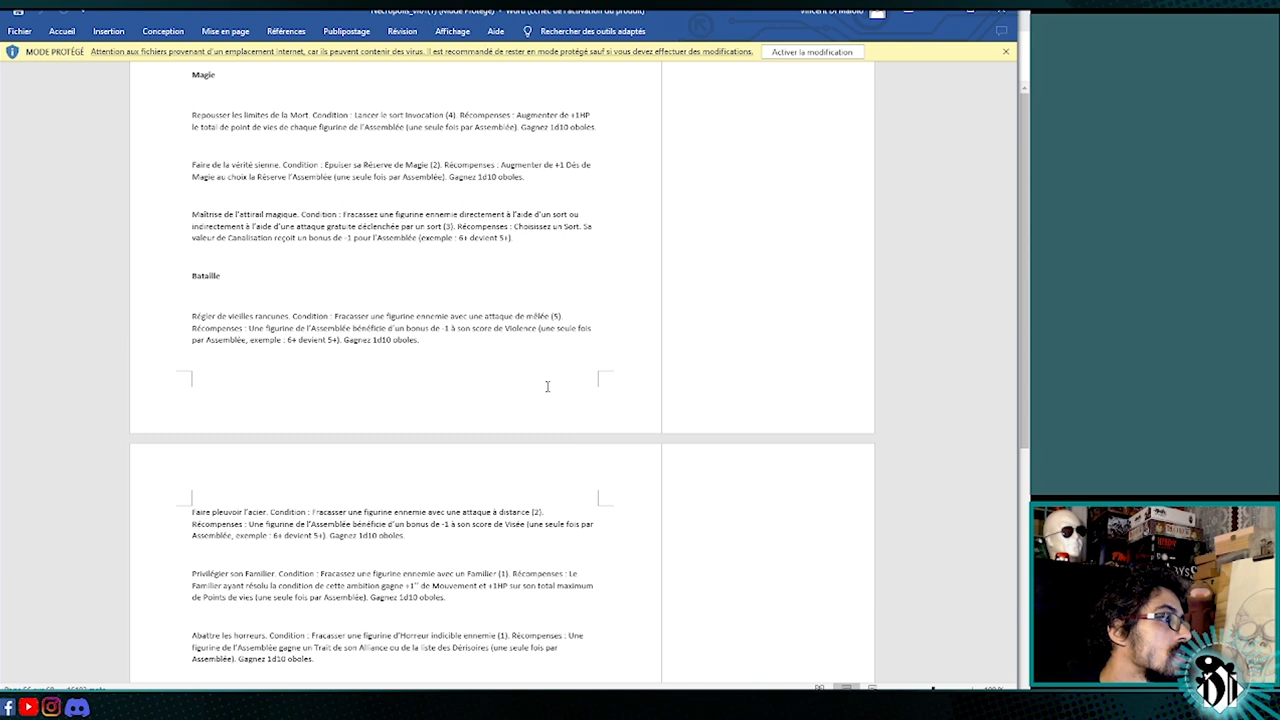 Necropolis_v101(1) (Mode Protégé) - Word (Échec de l'activation du produit)
Vincent Di Maiolo
Fichier Accueil Insertion Conception Mise en page Références Publipostage Révision Affichage Aide Rechercher des outils adaptés
MODE PROTÉGÉ Attention aux fichiers provenant d'un emplacement Internet, car ils peuvent contenir des virus. Il est recommandé de rester en mode protégé sauf si vous devez effectuer des modifications. Activer la modification
Magie
Repousser les limites de la Mort. Condition : Lancer le sort Invocation (4). Récompenses : Augmenter de +1HP
le total de point de vies de chaque figurine de l'Assemblée (une seule fois par Assemblée). Gagnez 1d10 oboles.
Faire de la vérité sienne. Condition : Epuiser sa Réserve de Magie (2). Récompenses : Augmenter de +1 Dés de
Magie au choix la Réserve l'Assemblée (une seule fois par Assemblée). Gagnez 1d10 oboles.
Maîtrise de l'attirail magique. Condition : Fracassez une figurine ennemie directement à l'aide d'un sort ou
indirectement à l'aide d'une attaque gratuite déclenchée par un sort (3). Récompenses : Choisissez un Sort. Sa
valeur de Canalisation reçoit un bonus de -1 pour l'Assemblée (exemple : 6+ devient 5+).
Bataille
Régler de vieilles rancunes. Condition : Fracasser une figurine ennemie avec une attaque de mêlée (5).
Récompenses : Une figurine de l'Assemblée bénéficie d'un bonus de -1 à son score de Violence (une seule fois
par Assemblée, exemple : 6+ devient 5+). Gagnez 1d10 oboles.
Faire pleuvoir l'acier. Condition : Fracasser une figurine ennemie avec une attaque à distance (2).
Récompenses : Une figurine de l'Assemblée bénéficie d'un bonus de -1 à son score de Visée (une seule fois par
Assemblée, exemple : 6+ devient 5+). Gagnez 1d10 oboles.
Privilégier son Familier. Condition : Fracassez une figurine ennemie avec un Familier (1). Récompenses : Le
Familier ayant résolu la condition de cette ambition gagne +1'' de Mouvement et +1HP sur son total maximum
de Points de vies (une seule fois par Assemblée). Gagnez 1d10 oboles.
Abattre les horreurs. Condition : Fracasser une figurine d'Horreur indicible ennemie (1). Récompenses : Une
figurine de l'Assemblée gagne un Trait de son Alliance ou de la liste des Dérisoires (une seule fois par
Assemblée). Gagnez 1d10 oboles.